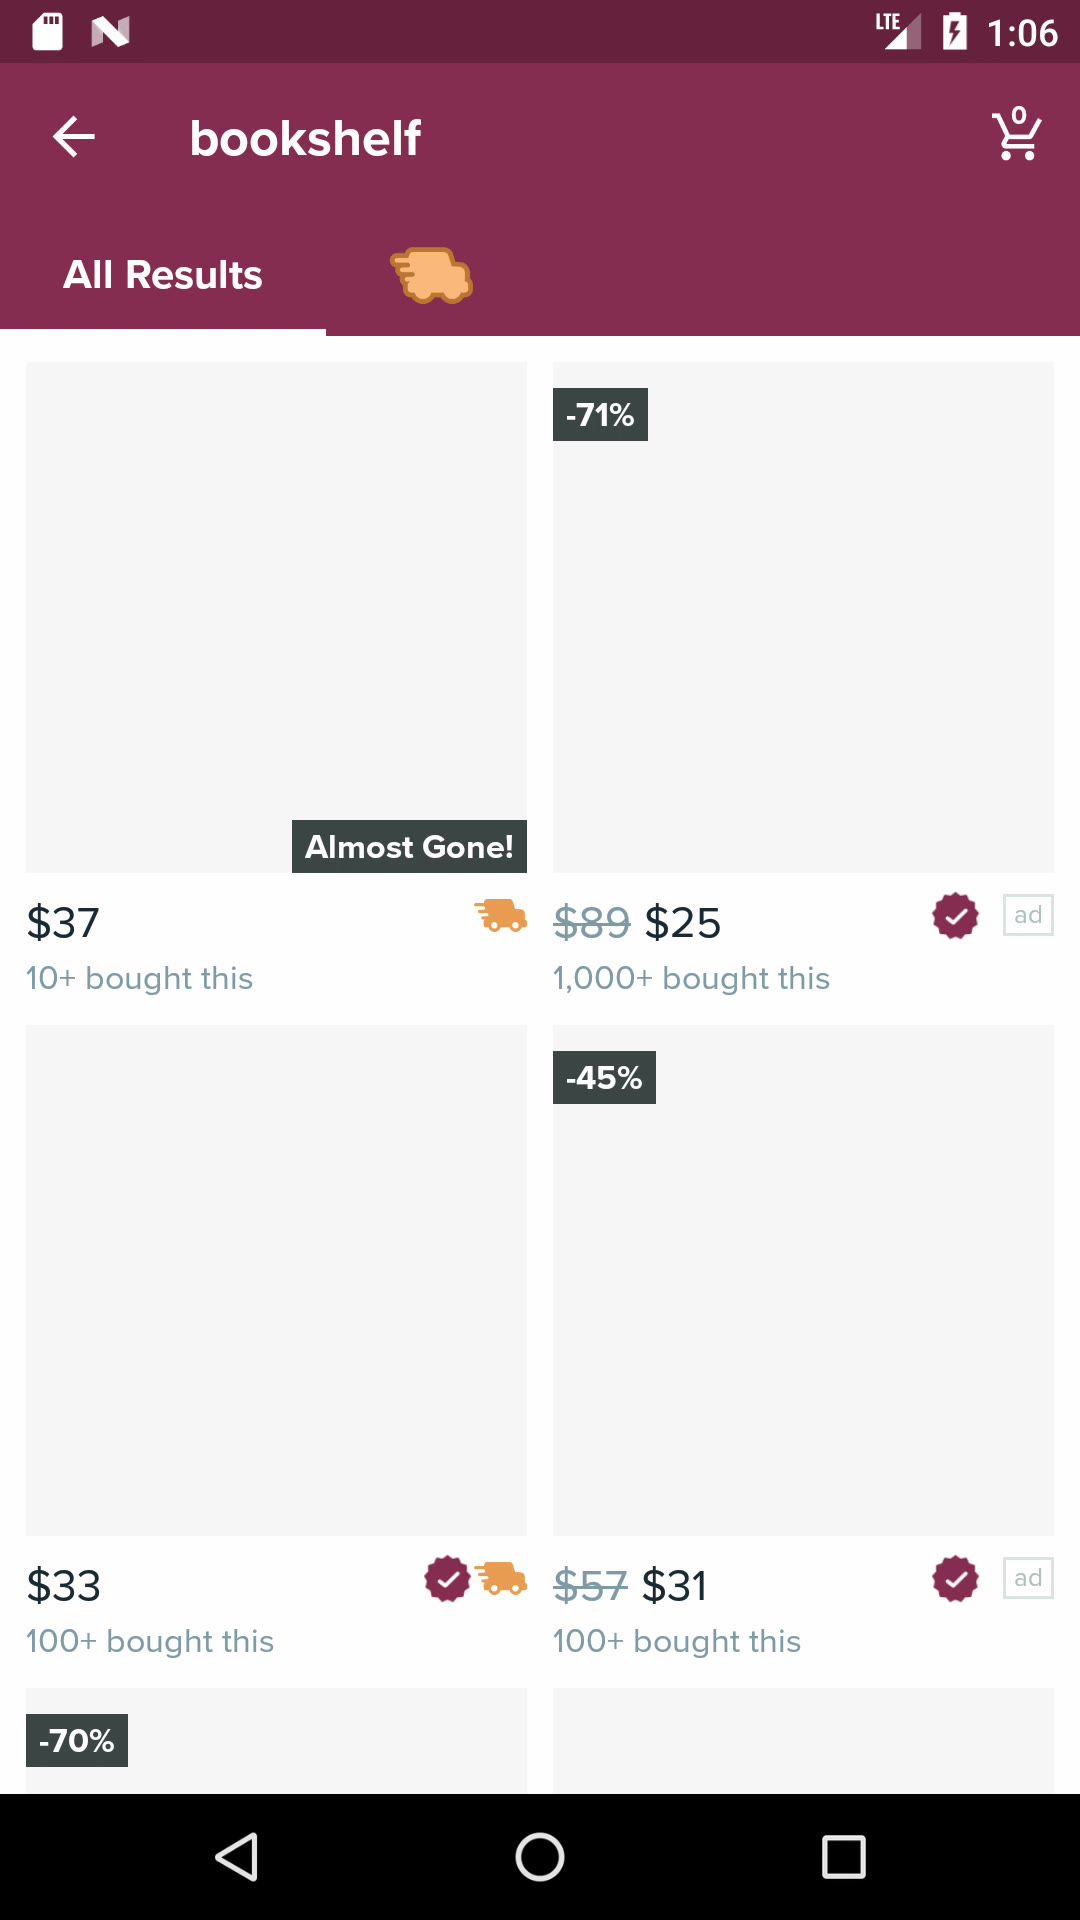 LTE 1:06
bookshelf
0
All Results
-71%
Almost Gone!
$37
$89 $25
ad
10+ bought this
1,000+ bought this
-45%
$33
$57 $31
ad
100+ bought this
100+ bought this
-70%